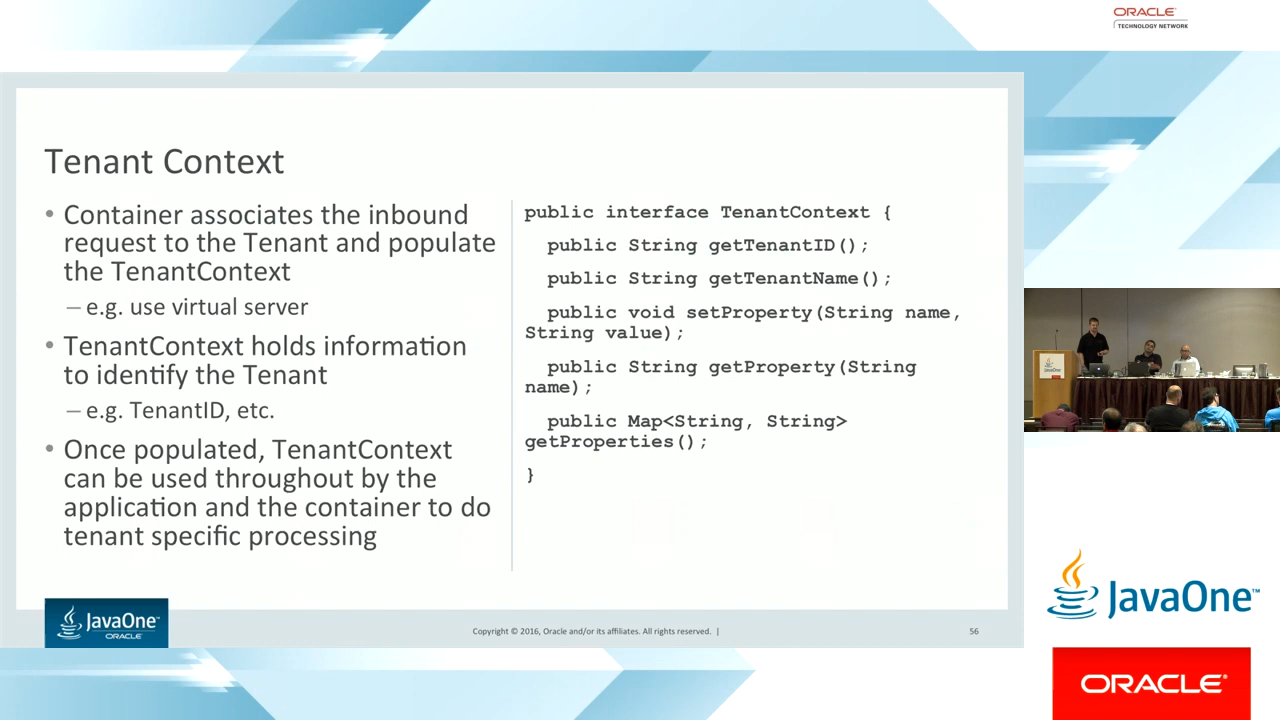 ORACLE
TECHNOLOGY NETWORK
Tenant Context
• Container associates the inbound
request to the Tenant and populate
the TenantContext
– e.g. use virtual server
• TenantContext holds information
to identify the Tenant
– e.g. TenantID, etc.
• Once populated, TenantContext
can be used throughout by the
application and the container to do
tenant specific processing
public interface TenantContext {
public String getTenantID();
public String getTenantName();
public void setProperty(String name,
String value);
public String getProperty(String
name);
public Map<String, String>
getProperties();
}
JavaOne™
ORACLE
Copyright © 2016, Oracle and/or its affiliates. All rights reserved. |
56
JavaOne™
ORACLE®